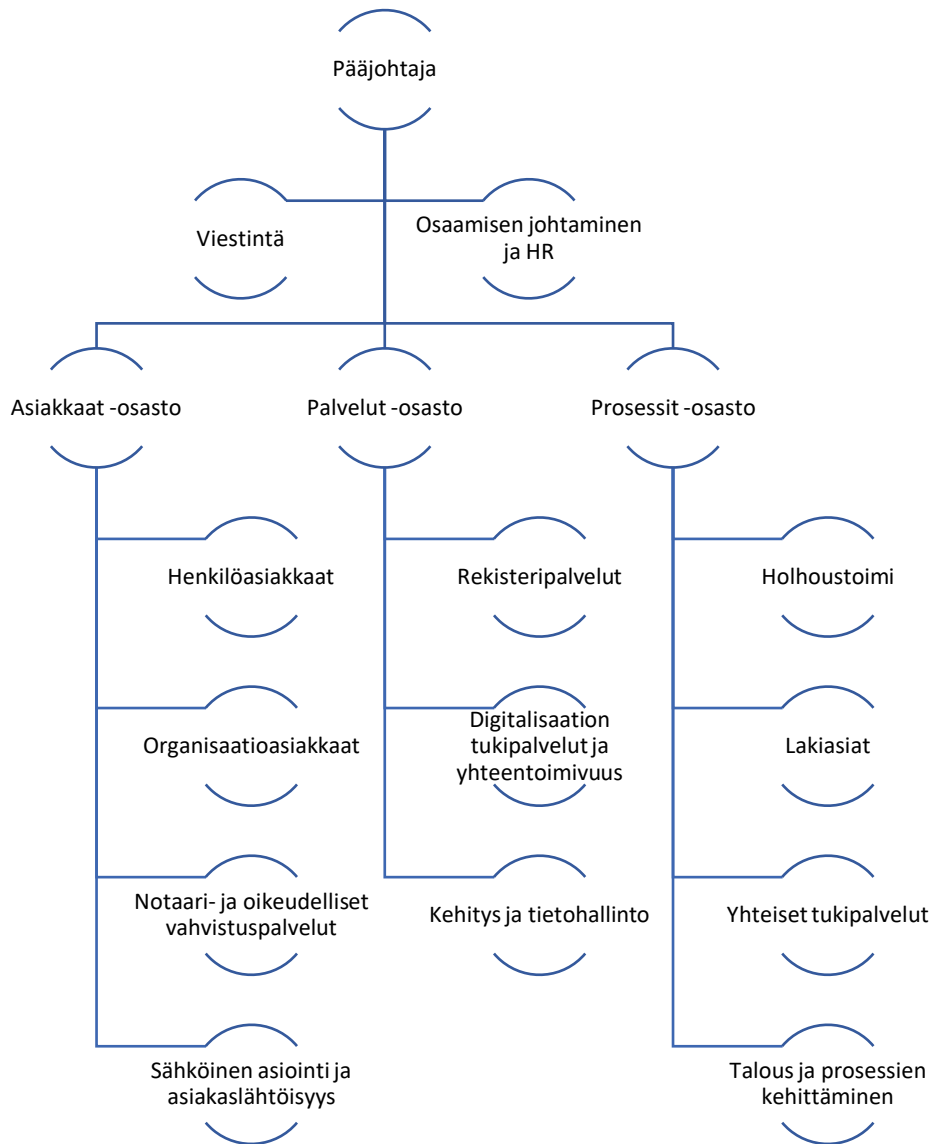 Pääjohtaja
Viestintä
Osaamisen johtaminen
ja HR
Asiakkaat -osasto
Palvelut -osasto
Prosessit -osasto
Henkilöasiakkaat
Rekisteripalvelut
Holhoustoimi
Organisaatioasiakkaat
Digitalisaation
tukipalvelut ja
yhteentoimivuus
Lakiasiat
Notaari- ja oikeudelliset
vahvistuspalvelut
Kehitys ja tietohallinto
Yhteiset tukipalvelut
Sähköinen asiointi ja
asiakaslähtöisyys
Talous ja prosessien
kehittäminen